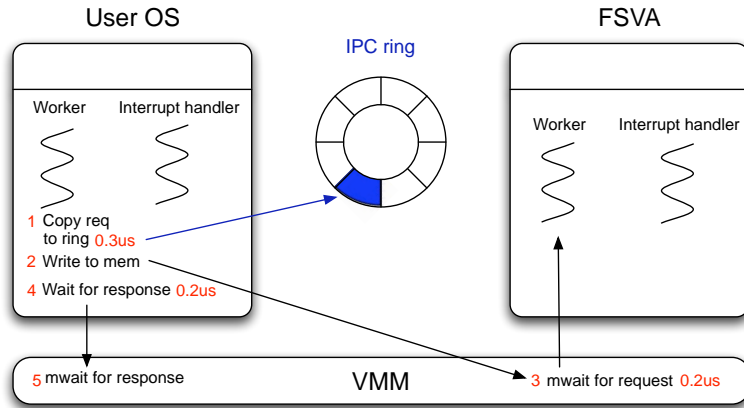 User OS
FSVA
IPC ring
Worker
Interrupt handler
Worker
Interrupt handler
1 Copy req
to ring 0.3us
2 Write to mem
4 Wait for response 0.2us
5 mwait for response
VMM
3 mwait for request 0.2us